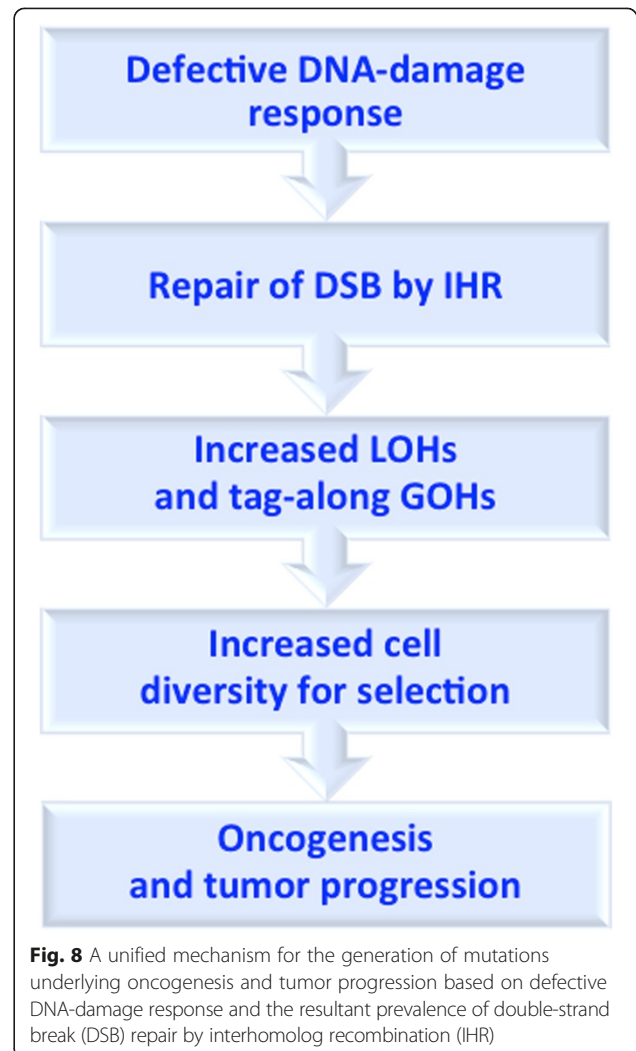 Defective DNA-damage
response
Repair of DSB by IHR
Increased LOHs
and tag-along GOHs
Increased cell
diversity for selection
Oncogenesis
and tumor progression
Fig. 8 A unified mechanism for the generation of mutations
underlying oncogenesis and tumor progression based on defective
DNA-damage response and the resultant prevalence of double-strand
break (DSB) repair by interhomolog recombination (IHR)